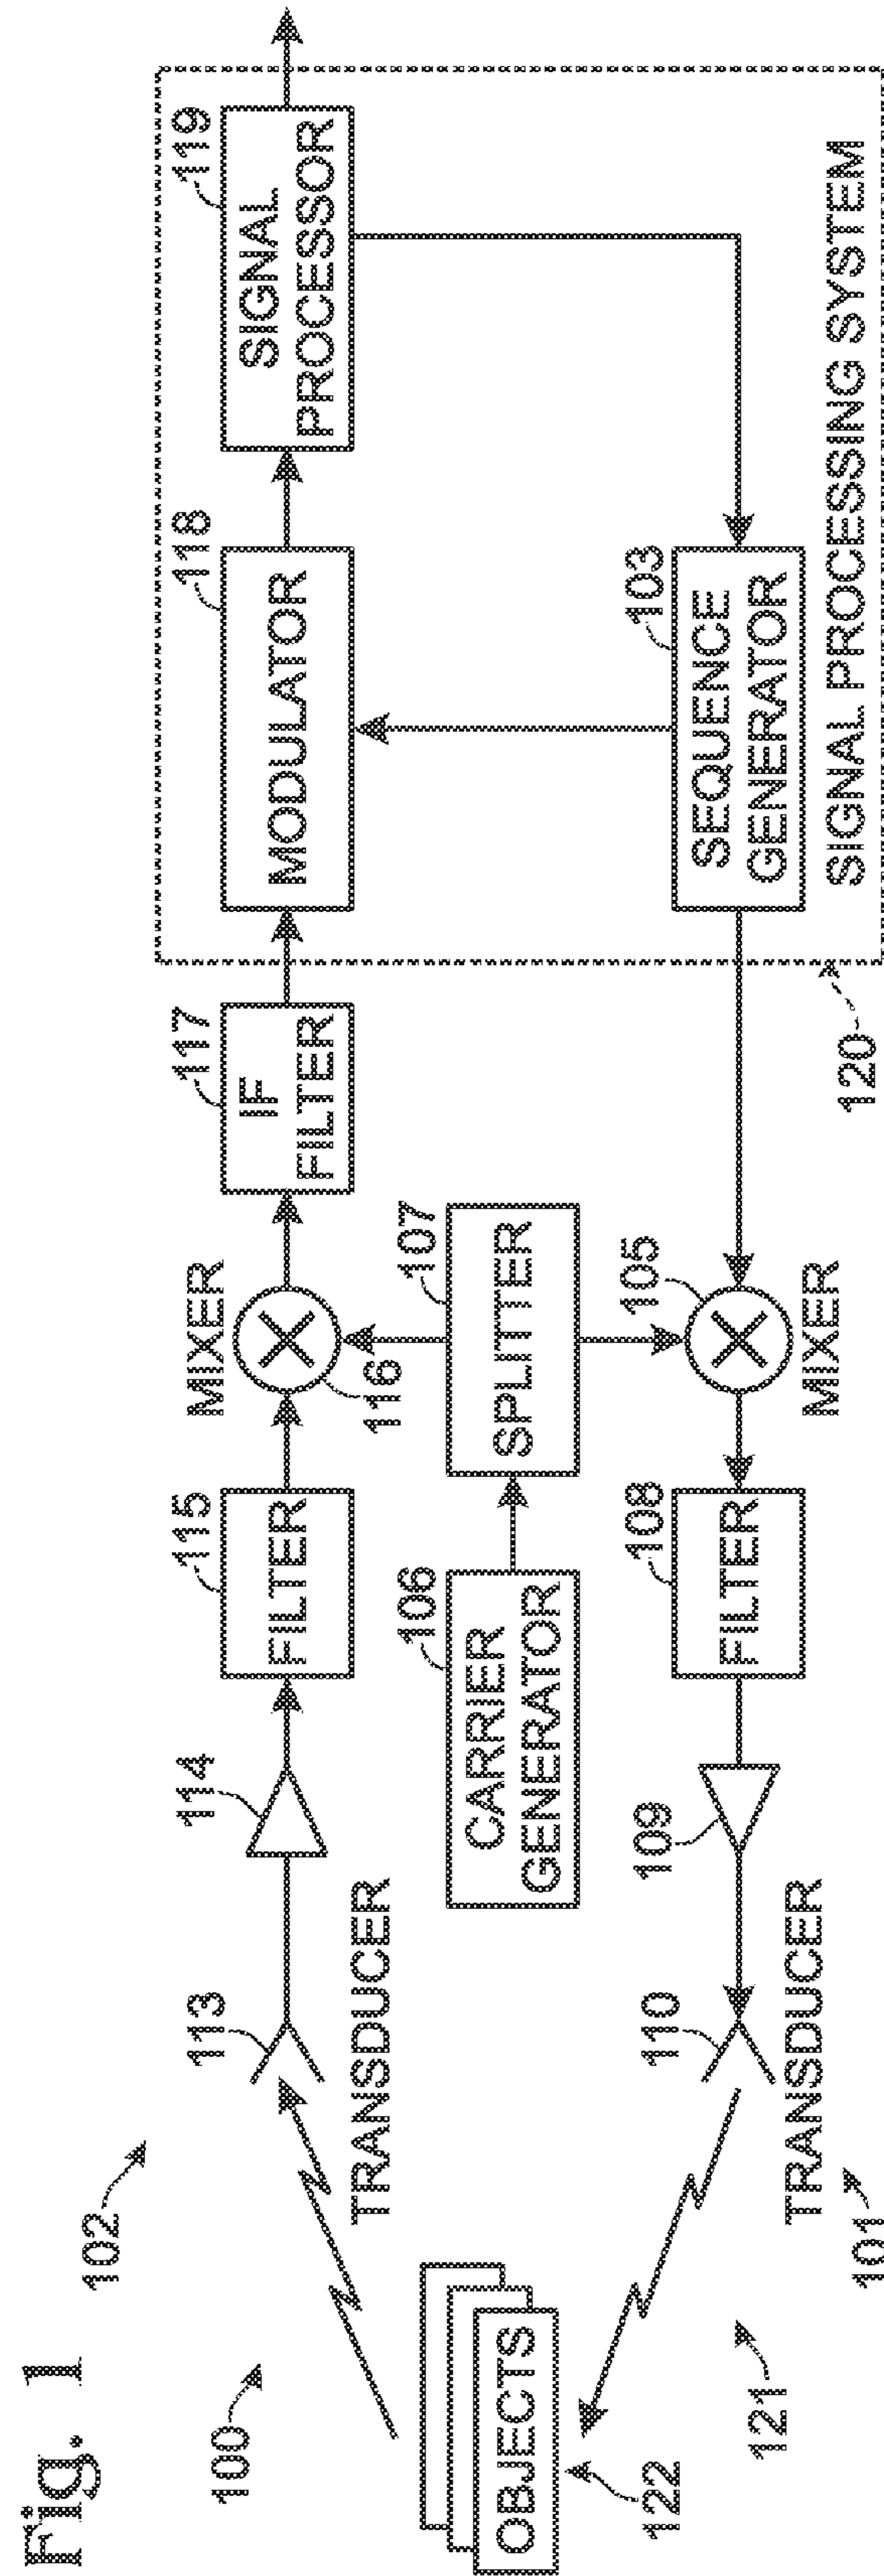 Fig. 1
100
102
113
TRANSDUCER
114
115
FILTER
MIXER
116
117
IF
FILTER
118
MODULATOR
119
SIGNAL
PROCESSOR
106
CARRIER
GENERATOR
107
SPLITTER
OBJECTS
122
121
101
110
TRANSDUCER
109
108
FILTER
105
MIXER
103
SEQUENCE
GENERATOR
120
SIGNAL PROCESSING SYSTEM